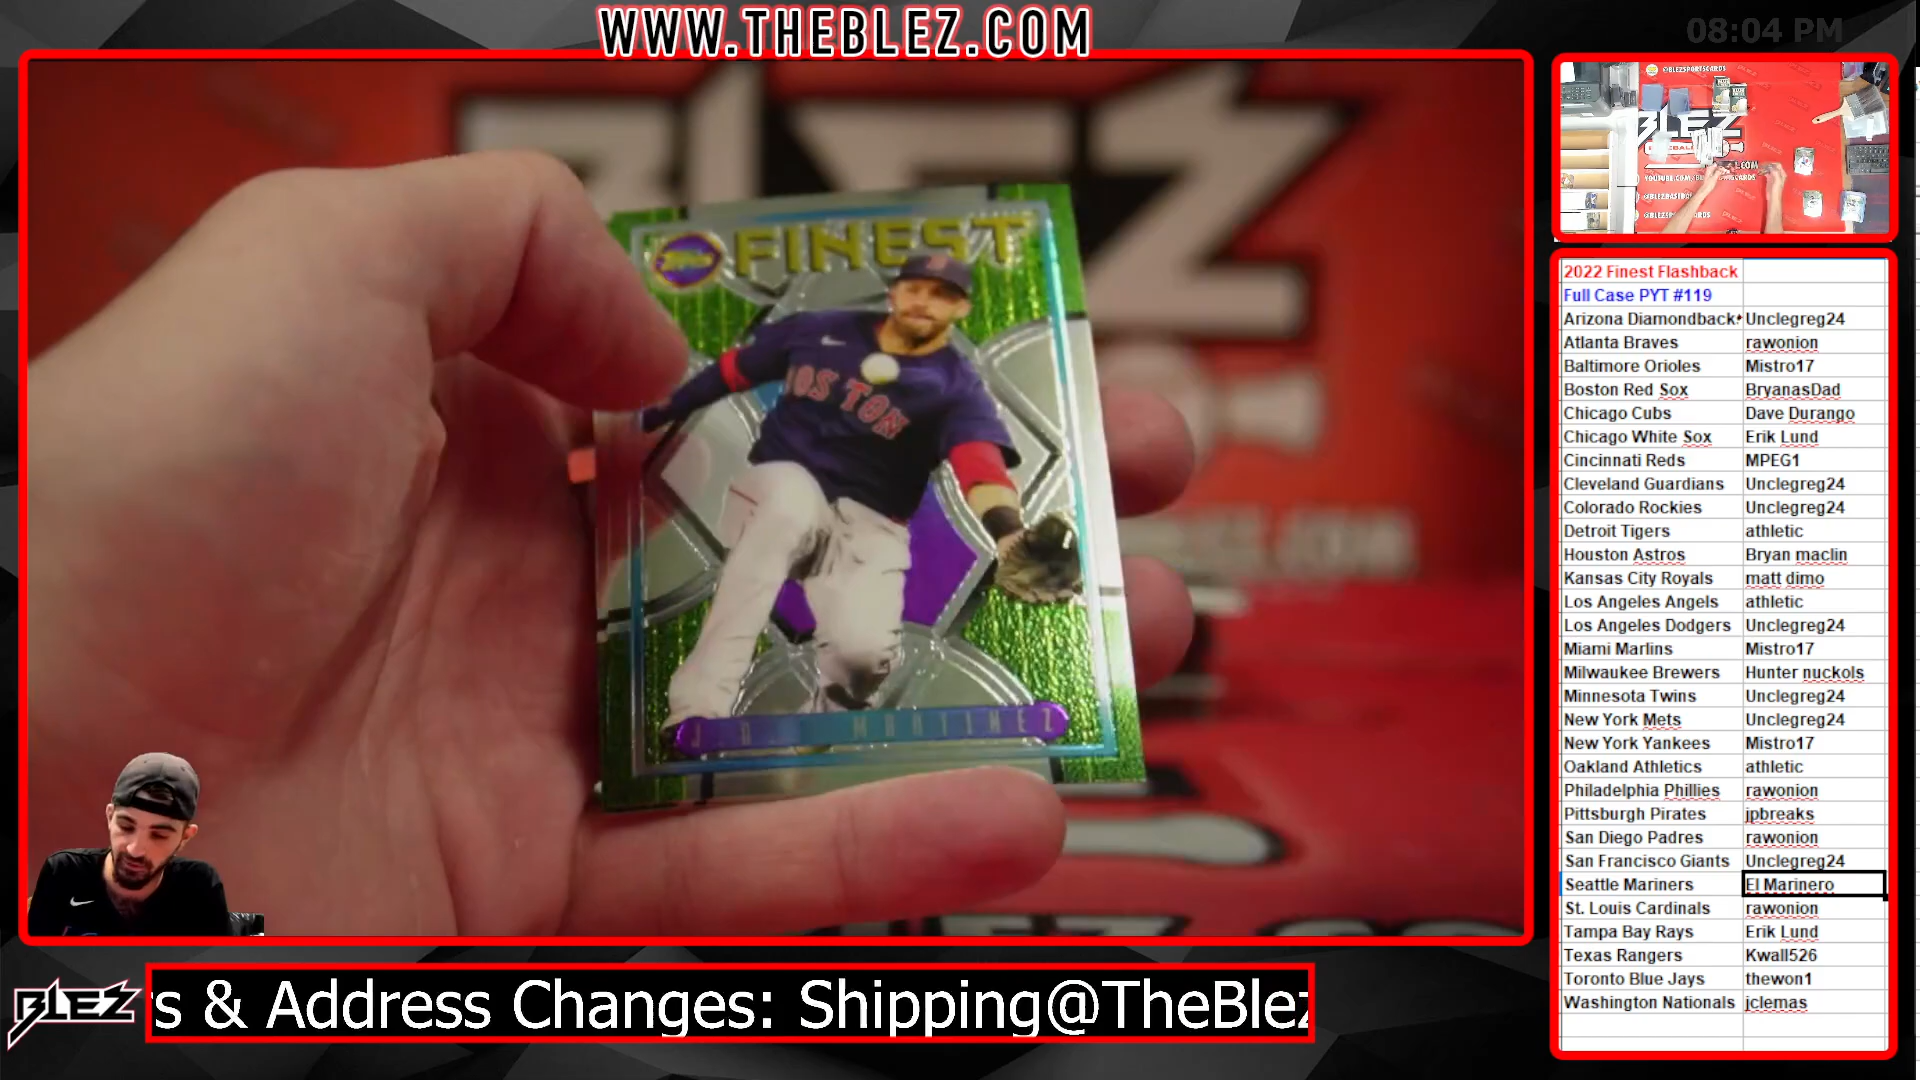 WWW.THEBLEZ.COM
08:04 PM
FINEST
BOSTON
J D MARTINEZ
BLEZ
@BLEZSPORTSCARDS
BLEZ
2022 Finest Flashback
Full Case PYT #119
Arizona Diamondback Unclegreg24
Atlanta Braves rawonion
Baltimore Orioles Mistro17
Boston Red Sox BryanasDad
Chicago Cubs Dave Durango
Chicago White Sox Erik Lund
Cincinnati Reds MPEG1
Cleveland Guardians Unclegreg24
Colorado Rockies Unclegreg24
Detroit Tigers athletic
Houston Astros Bryan maclin
Kansas City Royals matt dimo
Los Angeles Angels athletic
Los Angeles Dodgers Unclegreg24
Miami Marlins Mistro17
Milwaukee Brewers Hunter nuckols
Minnesota Twins Unclegreg24
New York Mets Unclegreg24
New York Yankees Mistro17
Oakland Athletics athletic
Philadelphia Phillies rawonion
Pittsburgh Pirates jpbreaks
San Diego Padres rawonion
San Francisco Giants Unclegreg24
Seattle Mariners El Marinero
St. Louis Cardinals rawonion
Tampa Bay Rays Erik Lund
Texas Rangers Kwall526
Toronto Blue Jays thewon1
Washington Nationals jclemas
BLEZ
s & Address Changes: Shipping@TheBlez